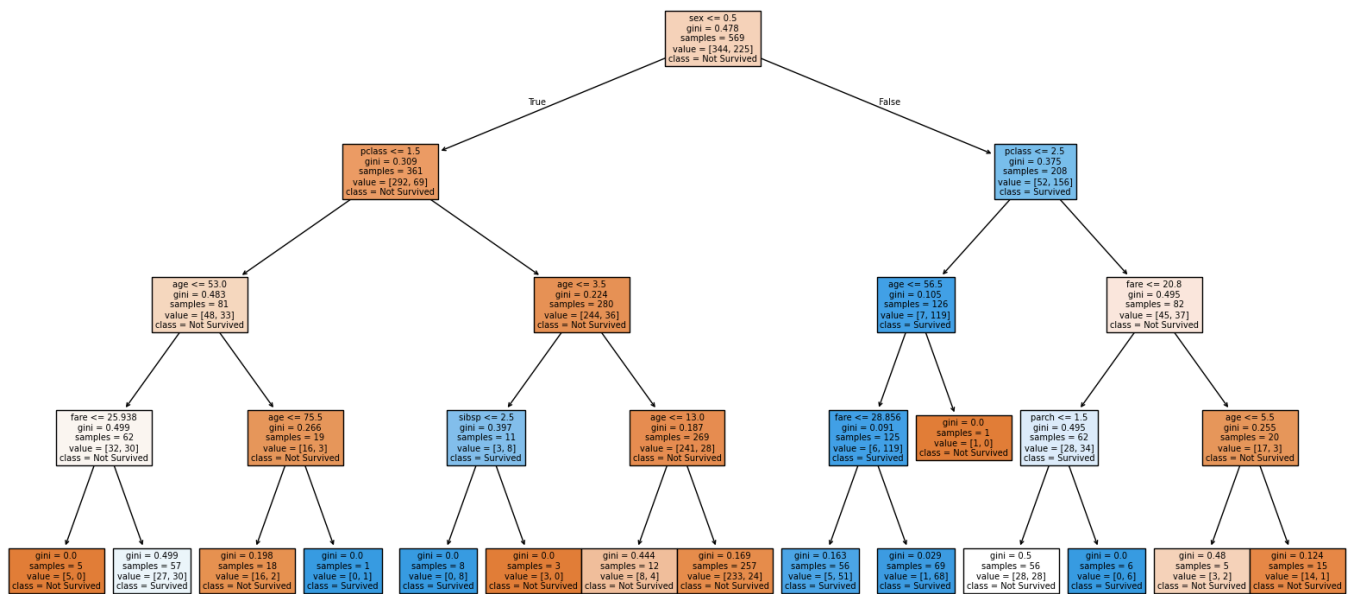 sex <= 0.5
gini = 0.478
samples = 569
value = [344, 225]
class = Not Survived
True
False
pclass <= 1.5
gini = 0.309
samples = 361
value = [292, 69]
class = Not Survived
pclass <= 2.5
gini = 0.375
samples = 208
value = [52, 156]
class = Survived
age <= 53.0
gini = 0.483
samples = 81
value = [48, 33]
class = Not Survived
age <= 3.5
gini = 0.224
samples = 280
value = [244, 36]
class = Not Survived
age <= 56.5
gini = 0.105
samples = 126
value = [7, 119]
class = Survived
fare <= 20.8
gini = 0.495
samples = 82
value = [45, 37]
class = Not Survived
fare <= 25.938
gini = 0.499
samples = 62
value = [32, 30]
class = Not Survived
age <= 75.5
gini = 0.266
samples = 19
value = [16, 3]
class = Not Survived
sibsp <= 2.5
gini = 0.397
samples = 11
value = [3, 8]
class = Survived
age <= 13.0
gini = 0.187
samples = 269
value = [241, 28]
class = Not Survived
fare <= 28.856
gini = 0.091
samples = 125
value = [6, 119]
class = Survived
gini = 0.0
samples = 1
value = [1, 0]
class = Not Survived
parch <= 1.5
gini = 0.495
samples = 62
value = [28, 34]
class = Survived
age <= 5.5
gini = 0.255
samples = 20
value = [17, 3]
class = Not Survived
gini = 0.0
samples = 5
value = [5, 0]
class = Not Survived
gini = 0.499
samples = 57
value = [27, 30]
class = Survived
gini = 0.198
samples = 18
value = [16, 2]
class = Not Survived
gini = 0.0
samples = 1
value = [0, 1]
class = Survived
gini = 0.0
samples = 8
value = [0, 8]
class = Survived
gini = 0.0
samples = 3
value = [3, 0]
class = Not Survived
gini = 0.444
samples = 12
value = [8, 4]
class = Not Survived
gini = 0.169
samples = 257
value = [233, 24]
class = Not Survived
gini = 0.163
samples = 56
value = [5, 51]
class = Survived
gini = 0.029
samples = 69
value = [1, 68]
class = Survived
gini = 0.5
samples = 56
value = [28, 28]
class = Not Survived
gini = 0.0
samples = 6
value = [0, 6]
class = Survived
gini = 0.48
samples = 5
value = [3, 2]
class = Not Survived
gini = 0.124
samples = 15
value = [14, 1]
class = Not Survived